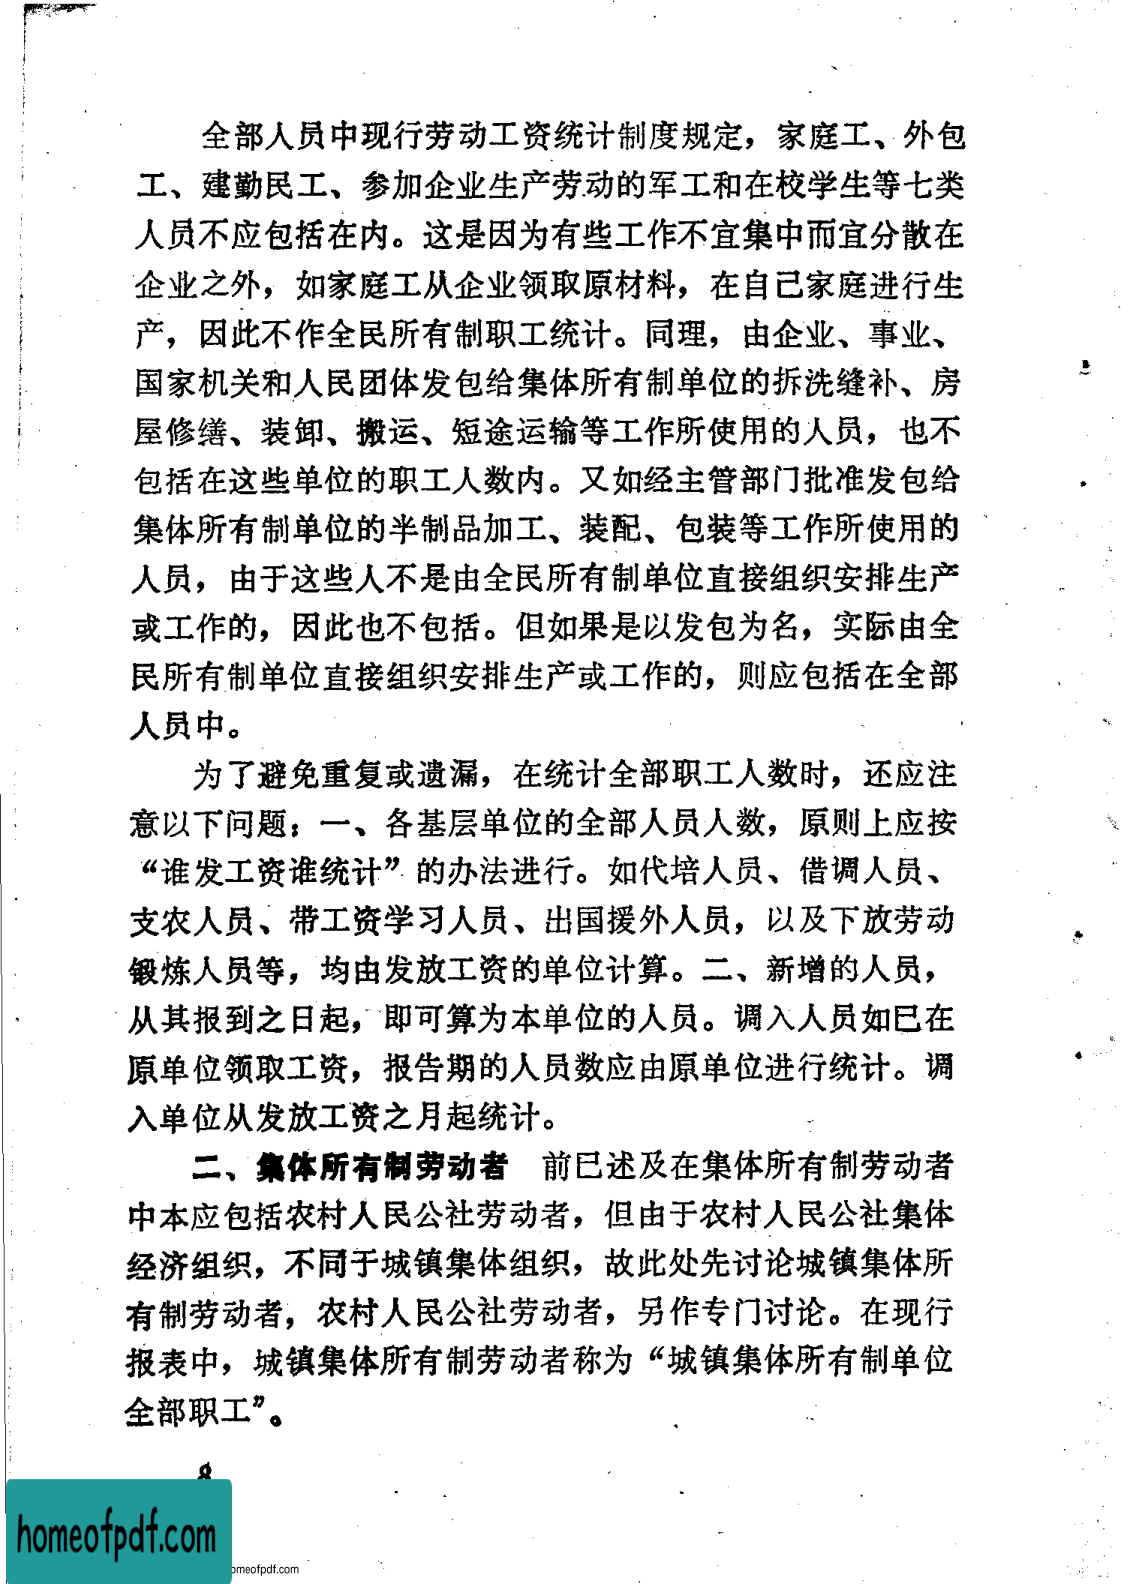 全部人员中现行劳动工资统计制度规定，家庭工、外包
工、建勤民工、参加企业生产劳动的军工和在校学生等七类
人员不应包括在内。这是因为有些工作不宜集中而宜分散在
企业之外，如家庭工从企业领取原材料，在自己家庭进行生
产，因此不作全民所有制职工统计。同理，由企业、事业、
国家机关和人民团体发包给集体所有制单位的拆洗缝补、房
屋修缮、装卸、搬运、短途运输等工作所使用的人员，也不
包括在这些单位的职工人数内。又如经主管部门批准发包给
集体所有制单位的半制品加工、装配、包装等工作所使用的
人员，由于这些人不是由全民所有制单位直接组织安排生产
或工作的，因此也不包括。但如果是以发包为名，实际由全
民所有制单位直接组织安排生产或工作的，则应包括在全部
人员中。
为了避免重复或遗漏，在统计全部职工人数时，还应注
意以下问题：一、各基层单位的全部人员人数，原则上应按
“谁发工资谁统计”的办法进行。如代培人员、借调人员、
支农人员、带工资学习人员、出国援外人员，以及下放劳动
锻炼人员等，均由发放工资的单位计算。二、新增的人员，
从其报到之日起，即可算为本单位的人员。调入人员如已在
原单位领取工资，报告期的人员数应由原单位进行统计。调
入单位从发放工资之月起统计。
二、集体所有制劳动者　前已述及在集体所有制劳动者
中本应包括农村人民公社劳动者，但由于农村人民公社集体
经济组织，不同于城镇集体组织，故此处先讨论城镇集体所
有制劳动者，农村人民公社劳动者，另作专门讨论。在现行
报表中，城镇集体所有制劳动者称为“城镇集体所有制单位
全部职工”。
8
homeofpdf.com
omeofpdf.com